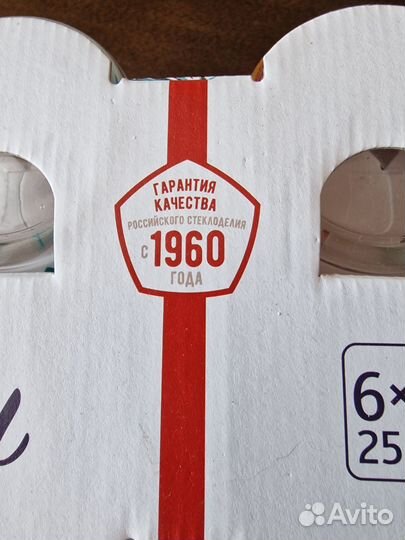 ГАРАНТИЯ
КАЧЕСТВА
РОССИЙСКОГО СТЕКЛОДЕЛИЯ
С 1960
ГОДА
6×
25
Avito